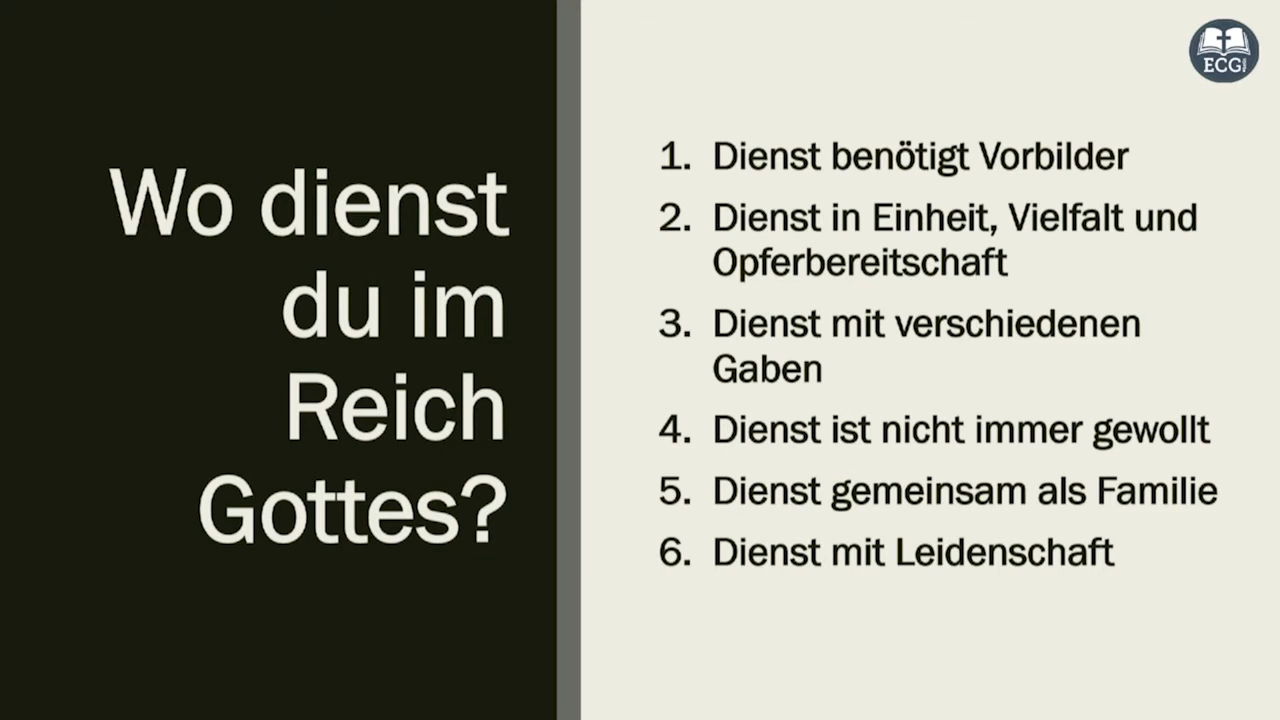 Wo dienst
du im
Reich
Gottes?
ECG
1. Dienst benötigt Vorbilder
2. Dienst in Einheit, Vielfalt und
Opferbereitschaft
3. Dienst mit verschiedenen
Gaben
4. Dienst ist nicht immer gewollt
5. Dienst gemeinsam als Familie
6. Dienst mit Leidenschaft